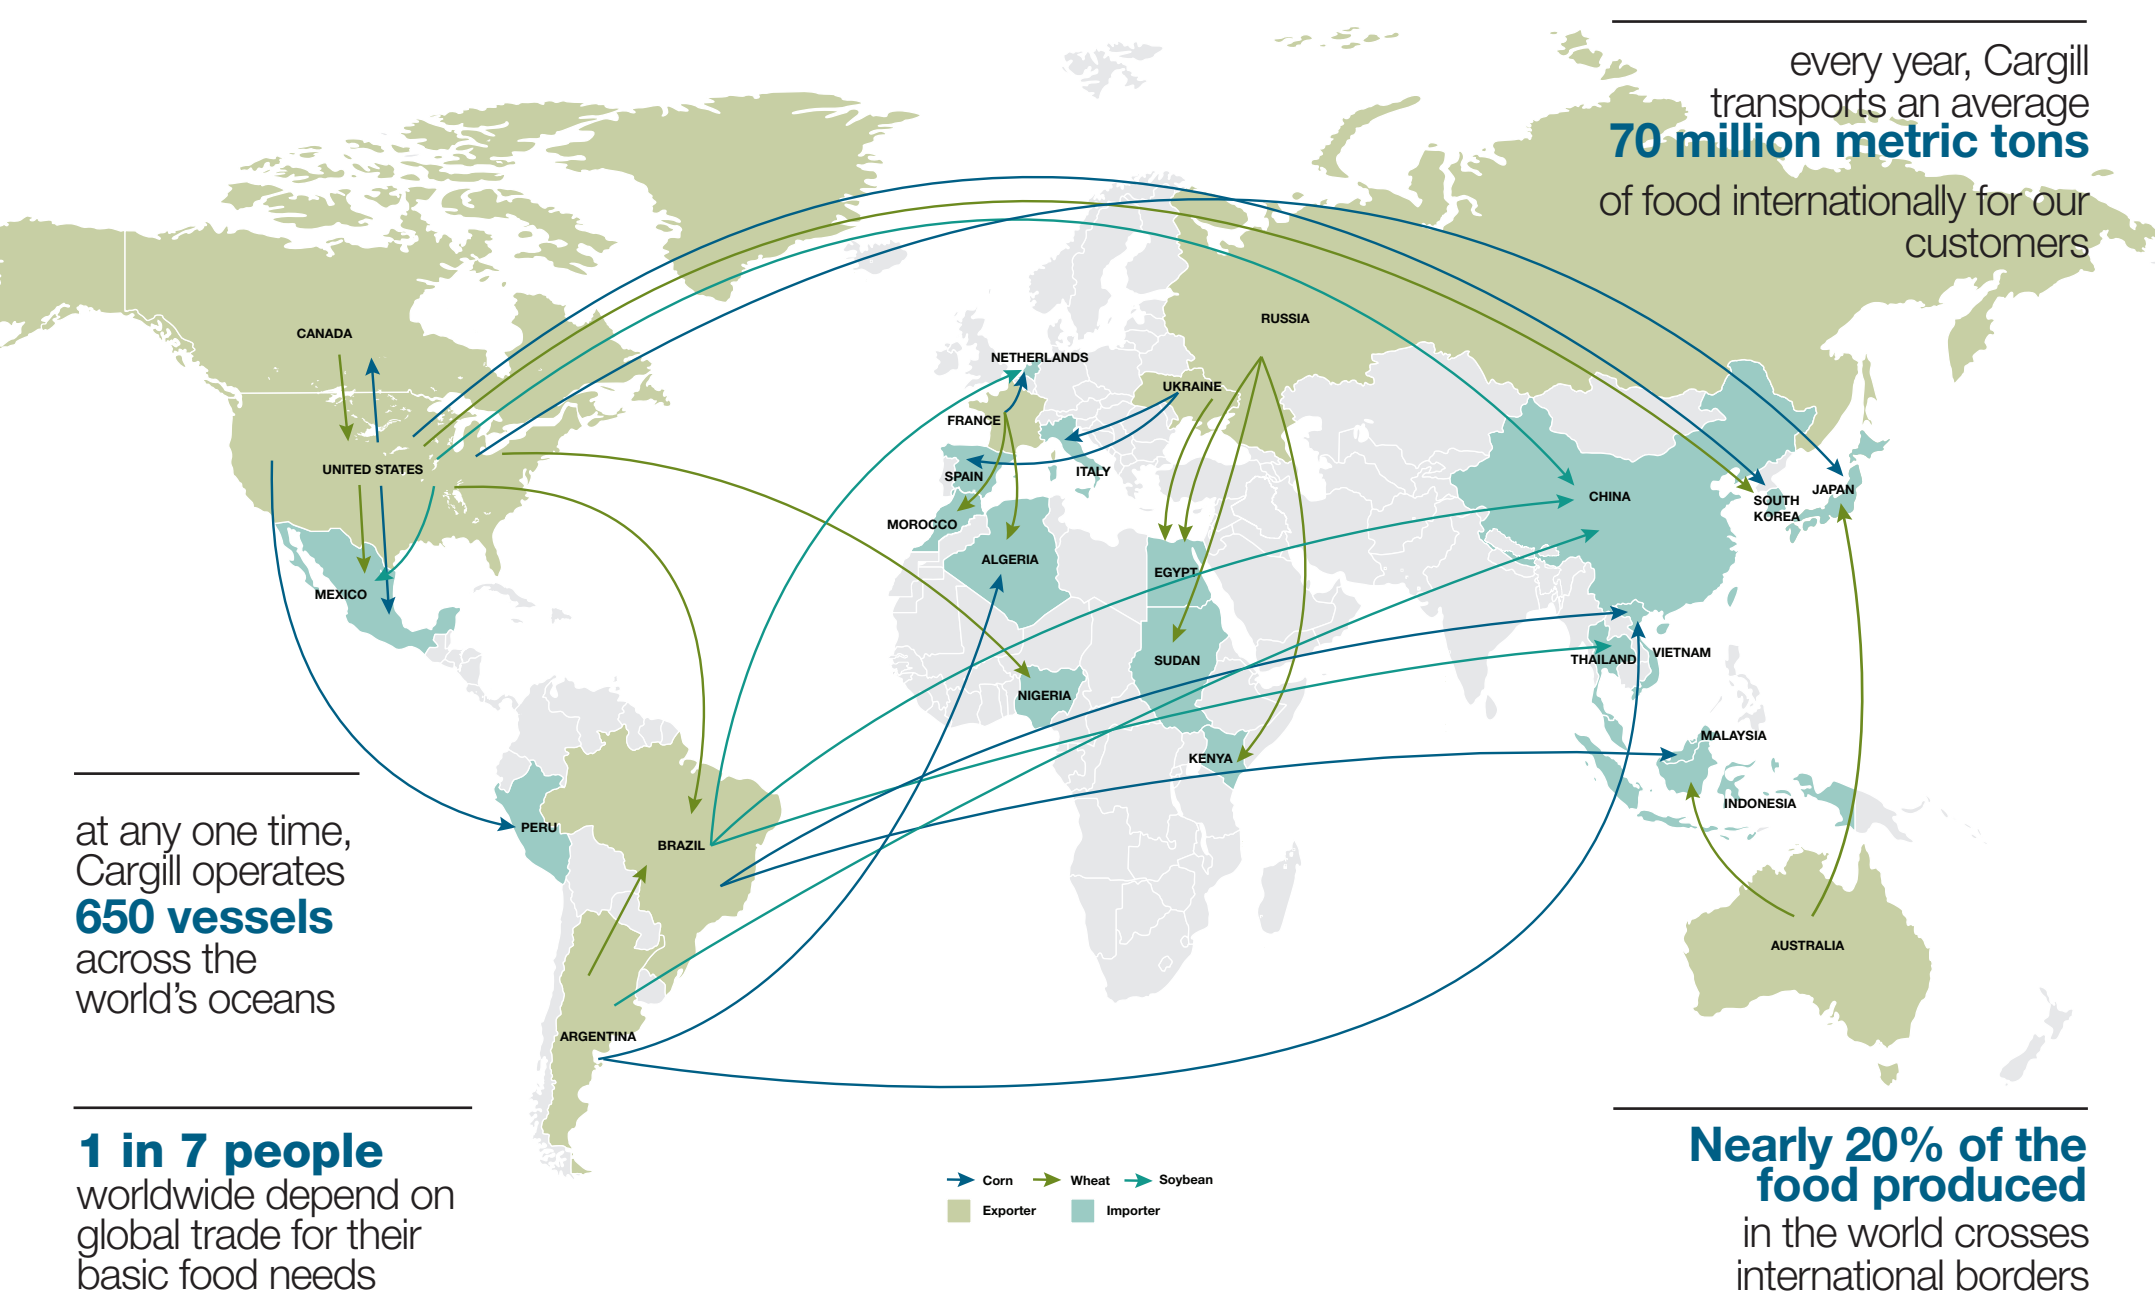 every year, Cargill
transports an average
70 million metric tons
of food internationally for our
customers
CANADA
RUSSIA
NETHERLANDS
UKRAINE
FRANCE
UNITED STATES
SPAIN
ITALY
CHINA
JAPAN
SOUTH
KOREA
MOROCCO
ALGERIA
EGYPT
MEXICO
SUDAN
THAILAND
VIETNAM
NIGERIA
MALAYSIA
KENYA
INDONESIA
PERU
BRAZIL
AUSTRALIA
ARGENTINA
at any one time,
Cargill operates
650 vessels
across the
world's oceans
1 in 7 people
worldwide depend on
global trade for their
basic food needs
Corn Wheat Soybean
Exporter Importer
Nearly 20% of the
food produced
in the world crosses
international borders